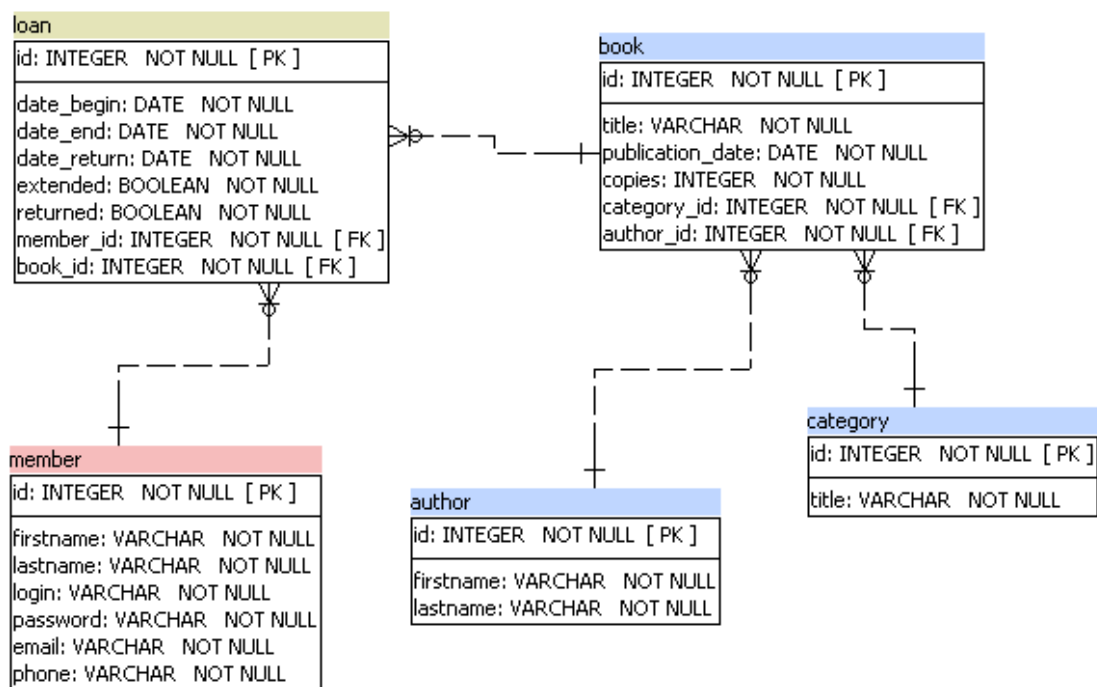 loan
id: INTEGER NOT NULL [ PK ]
date_begin: DATE NOT NULL
date_end: DATE NOT NULL
date_return: DATE NOT NULL
extended: BOOLEAN NOT NULL
returned: BOOLEAN NOT NULL
member_id: INTEGER NOT NULL [ FK ]
book_id: INTEGER NOT NULL [ FK ]
book
id: INTEGER NOT NULL [ PK ]
title: VARCHAR NOT NULL
publication_date: DATE NOT NULL
copies: INTEGER NOT NULL
category_id: INTEGER NOT NULL [ FK ]
author_id: INTEGER NOT NULL [ FK ]
member
id: INTEGER NOT NULL [ PK ]
firstname: VARCHAR NOT NULL
lastname: VARCHAR NOT NULL
login: VARCHAR NOT NULL
password: VARCHAR NOT NULL
email: VARCHAR NOT NULL
phone: VARCHAR NOT NULL
author
id: INTEGER NOT NULL [ PK ]
firstname: VARCHAR NOT NULL
lastname: VARCHAR NOT NULL
category
id: INTEGER NOT NULL [ PK ]
title: VARCHAR NOT NULL